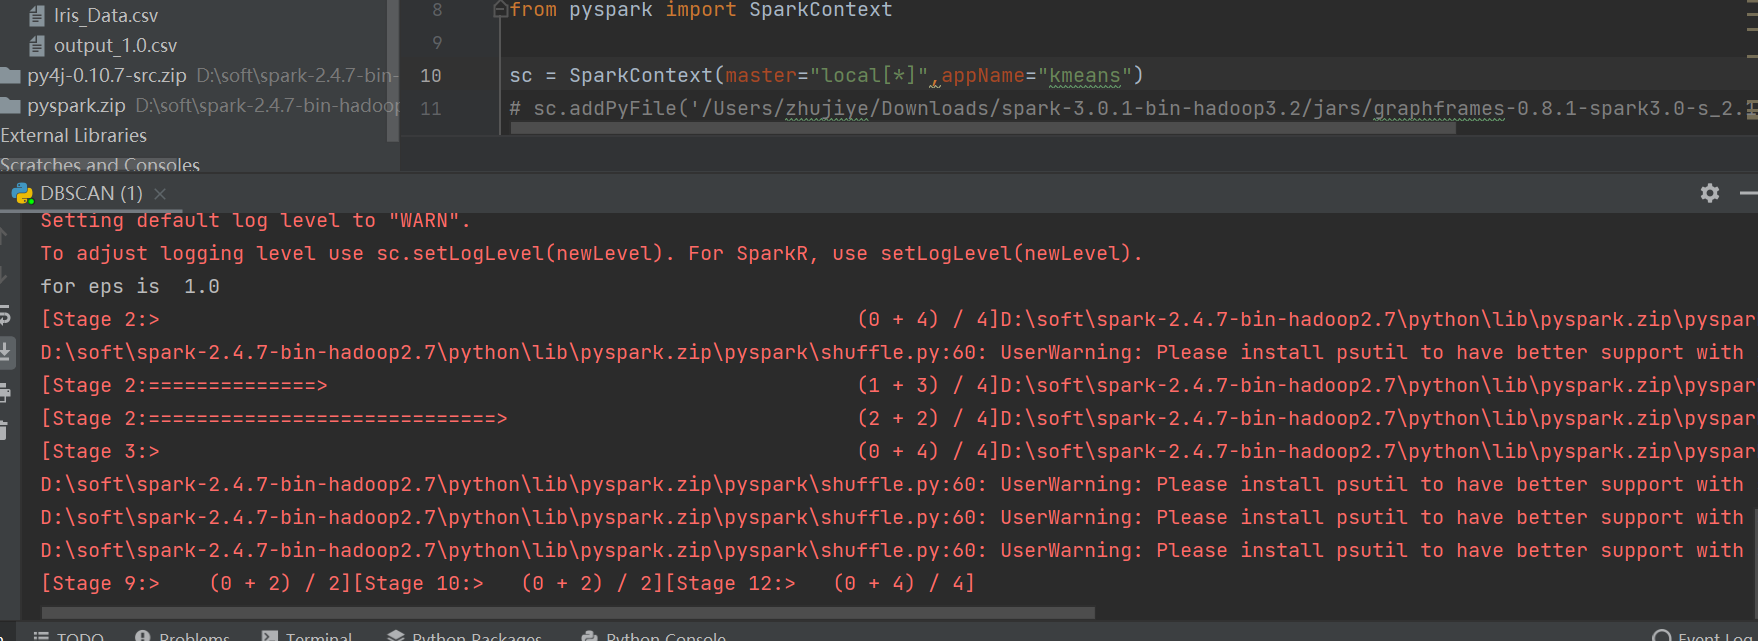 Iris_Data.csv
output_1.0.csv
py4j-0.10.7-src.zip D:\soft\spark-2.4.7-bin-
pyspark.zip D:\soft\spark-2.4.7-bin-hadoop
External Libraries
Scratches and Consoles
8 from pyspark import SparkContext
9
10 sc = SparkContext(master="local[*]",appName="kmeans")
11 # sc.addPyFile('/Users/zhujiye/Downloads/spark-3.0.1-bin-hadoop3.2/jars/graphframes-0.8.1-spark3.0-s_2.
DBSCAN (1)
Setting default log level to "WARN".
To adjust logging level use sc.setLogLevel(newLevel). For SparkR, use setLogLevel(newLevel).
for eps is  1.0
[Stage 2:> (0 + 4) / 4]D:\soft\spark-2.4.7-bin-hadoop2.7\python\lib\pyspark.zip\pyspar
D:\soft\spark-2.4.7-bin-hadoop2.7\python\lib\pyspark.zip\pyspark\shuffle.py:60: UserWarning: Please install psutil to have better support with
[Stage 2:==============> (1 + 3) / 4]D:\soft\spark-2.4.7-bin-hadoop2.7\python\lib\pyspark.zip\pyspar
[Stage 2:=============================> (2 + 2) / 4]D:\soft\spark-2.4.7-bin-hadoop2.7\python\lib\pyspark.zip\pyspar
[Stage 3:> (0 + 4) / 4]D:\soft\spark-2.4.7-bin-hadoop2.7\python\lib\pyspark.zip\pyspar
D:\soft\spark-2.4.7-bin-hadoop2.7\python\lib\pyspark.zip\pyspark\shuffle.py:60: UserWarning: Please install psutil to have better support with
D:\soft\spark-2.4.7-bin-hadoop2.7\python\lib\pyspark.zip\pyspark\shuffle.py:60: UserWarning: Please install psutil to have better support with
D:\soft\spark-2.4.7-bin-hadoop2.7\python\lib\pyspark.zip\pyspark\shuffle.py:60: UserWarning: Please install psutil to have better support with
[Stage 9:> (0 + 2) / 2][Stage 10:> (0 + 2) / 2][Stage 12:> (0 + 4) / 4]
TODO Problems Terminal Python Packages Python Console Event Log